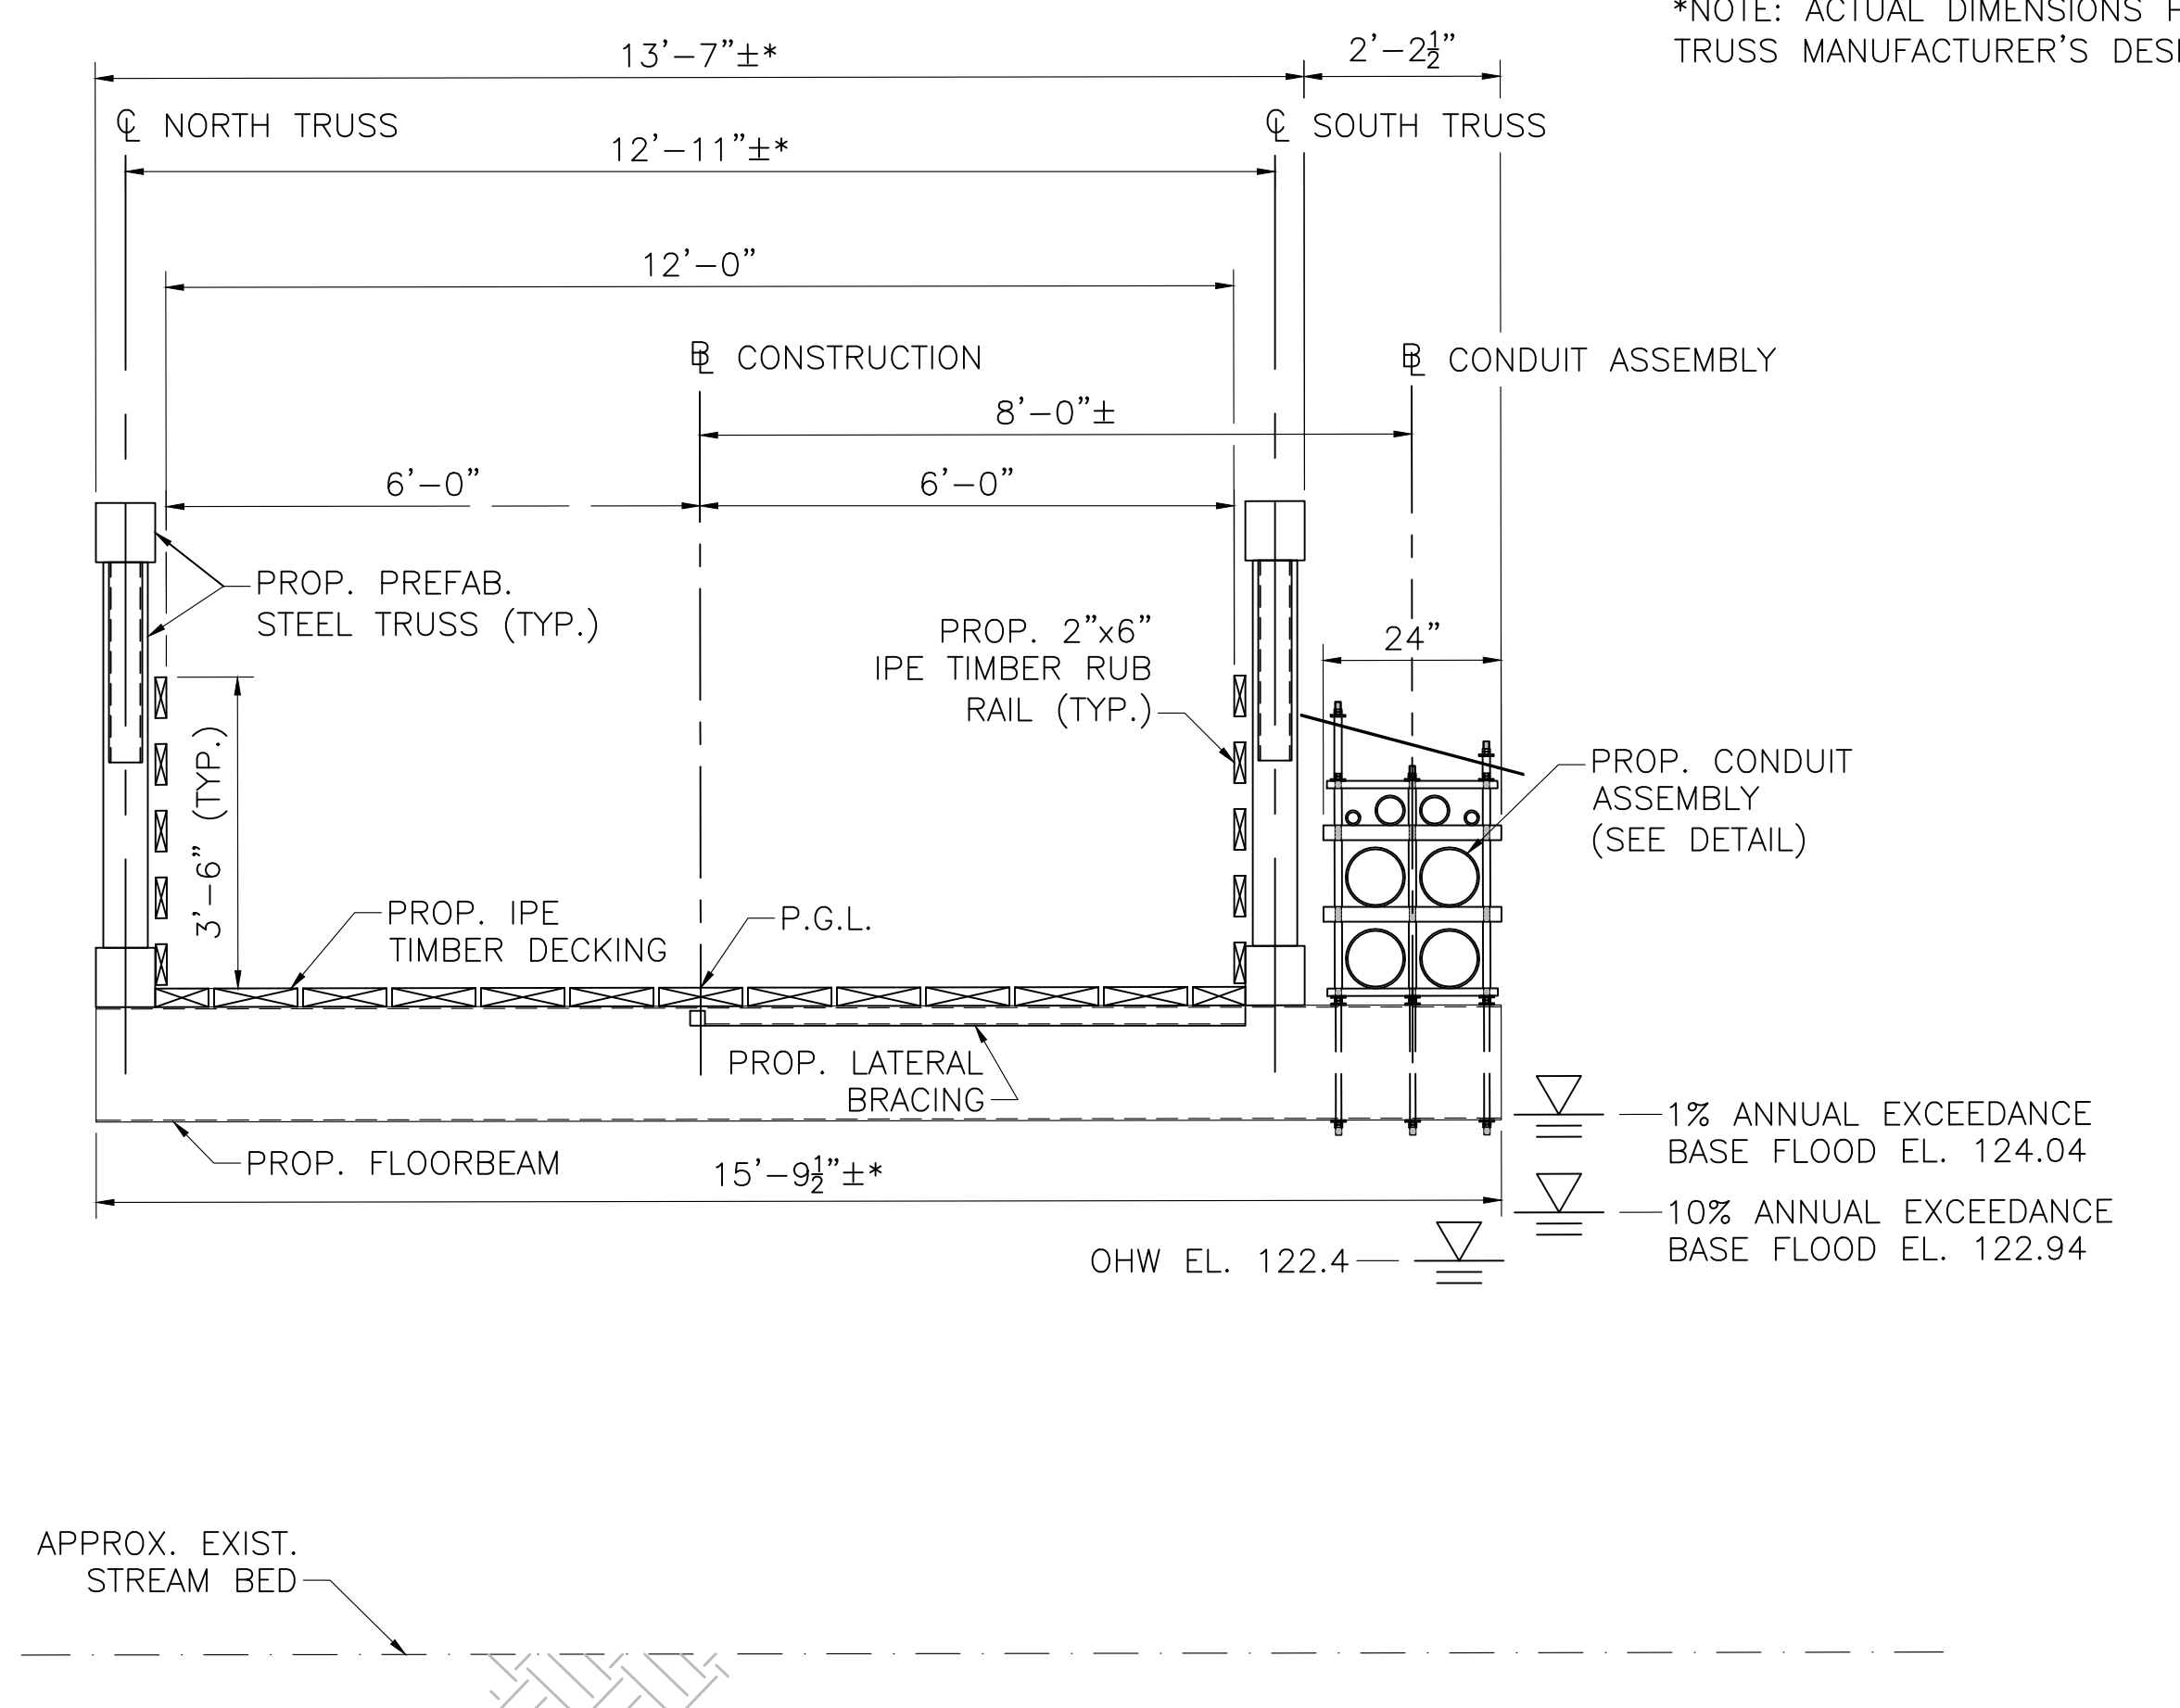 *NOTE: ACTUAL DIMENSIONS
TRUSS MANUFACTURER'S
13'-7"±*
2'-2½"
℄ NORTH TRUSS
℄ SOUTH TRUSS
12'-11"±*
12'-0"
B̲L CONSTRUCTION
B̲L CONDUIT ASSEMBLY
8'-0"±
6'-0"
6'-0"
PROP. PREFAB.
STEEL TRUSS (TYP.)
PROP. 2"x6"
IPE TIMBER RUB
RAIL (TYP.)
24"
3'-6" (TYP.)
PROP. CONDUIT
ASSEMBLY
(SEE DETAIL)
PROP. IPE
TIMBER DECKING
P.G.L.
PROP. LATERAL
BRACING
PROP. FLOORBEAM
15'-9½"±*
1% ANNUAL EXCEEDANCE
BASE FLOOD EL. 124.04
10% ANNUAL EXCEEDANCE
BASE FLOOD EL. 122.94
OHW EL. 122.4
APPROX. EXIST.
STREAM BED